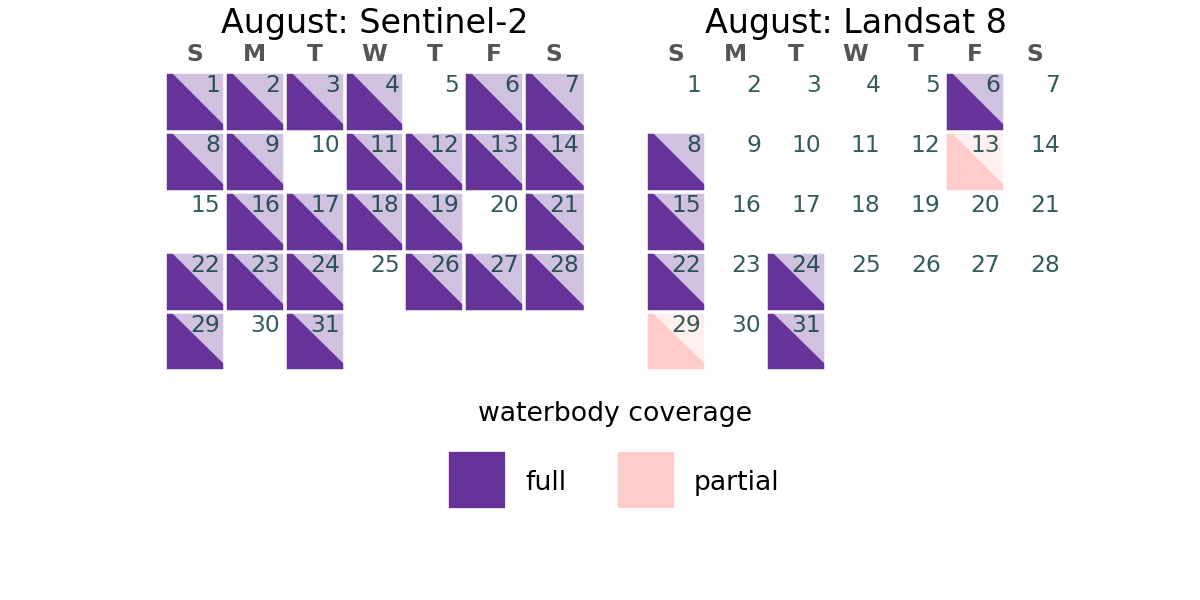 August: Sentinel-2
S M T W T F S
1 2 3 4 5 6 7
8 9 10 11 12 13 14
15 16 17 18 19 20 21
22 23 24 25 26 27 28
29 30 31
August: Landsat 8
S M T W T F S
1 2 3 4 5 6 7
8 9 10 11 12 13 14
15 16 17 18 19 20 21
22 23 24 25 26 27 28
29 30 31
waterbody coverage
full partial